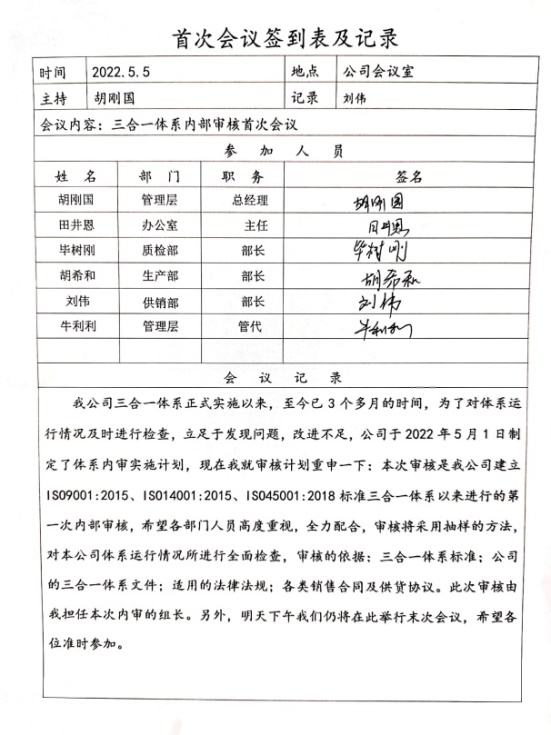 首次会议签到表及记录
时间 2022.5.5 地点 公司会议室
主持 胡刚国 记录 刘伟
会议内容：三合一体系内部审核首次会议
参 加 人 员
姓 名 部 门 职 务 签名
胡刚国 管理层 总经理 胡刚国
田井恩 办公室 主任 田井恩
毕树刚 质检部 部长 毕树刚
胡希和 生产部 部长 胡希和
刘伟 供销部 部长 刘伟
牛利利 管理层 管代 牛利利
会 议 记 录
我公司三合一体系正式实施以来，至今已 3 个多月的时间，为了对体系运
行情况及时进行检查，立足于发现问题，改进不足，公司于 2022 年 5 月 1 日制
定了体系内审实施计划，现在我就审核计划重申一下：本次审核是我公司建立
ISO9001:2015、ISO14001:2015、ISO45001:2018 标准三合一体系以来进行的第
一次内部审核，希望各部门人员高度重视，全力配合，审核将采用抽样的方法，
对本公司体系运行情况所进行全面检查，审核的依据：三合一体系标准；公司
的三合一体系文件；适用的法律法规；各类销售合同及供货协议。此次审核由
我担任本次内审的组长。另外，明天下午我们仍将在此举行末次会议，希望各
位准时参加。